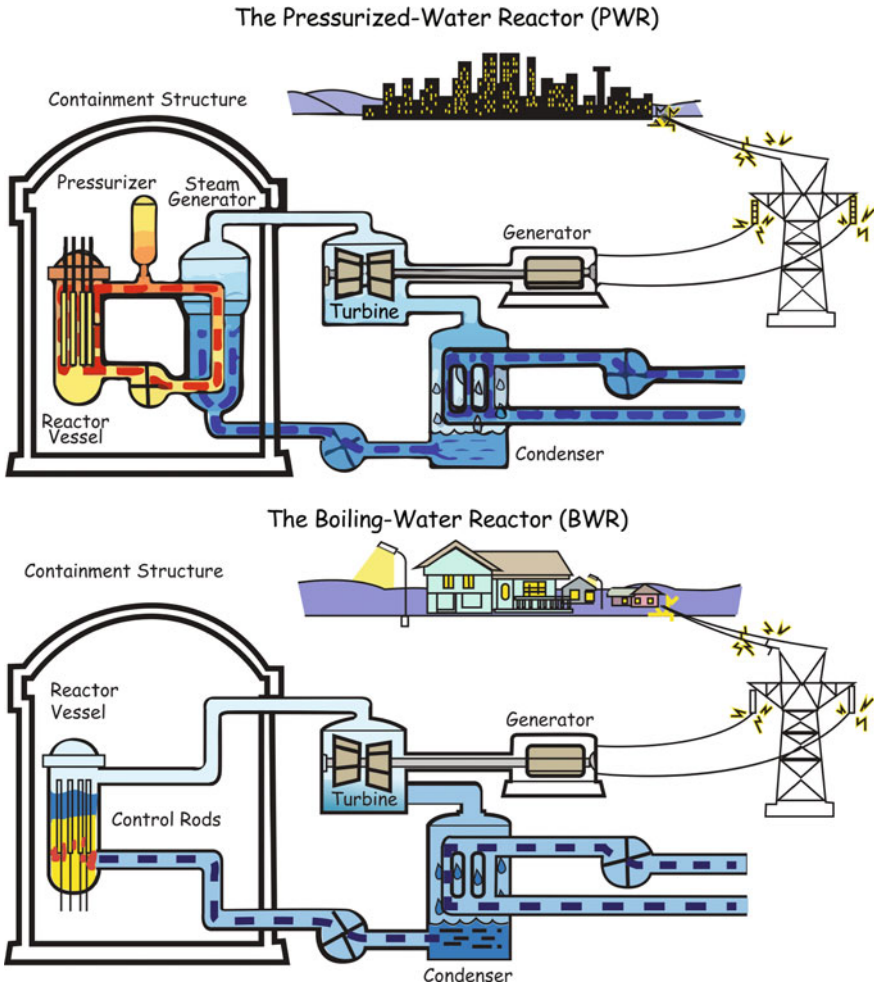 The Pressurized-Water Reactor (PWR)
Containment Structure
Pressurizer
Steam
Generator
Generator
Turbine
Reactor
Vessel
Condenser
The Boiling-Water Reactor (BWR)
Containment Structure
Reactor
Vessel
Generator
Turbine
Control Rods
Condenser